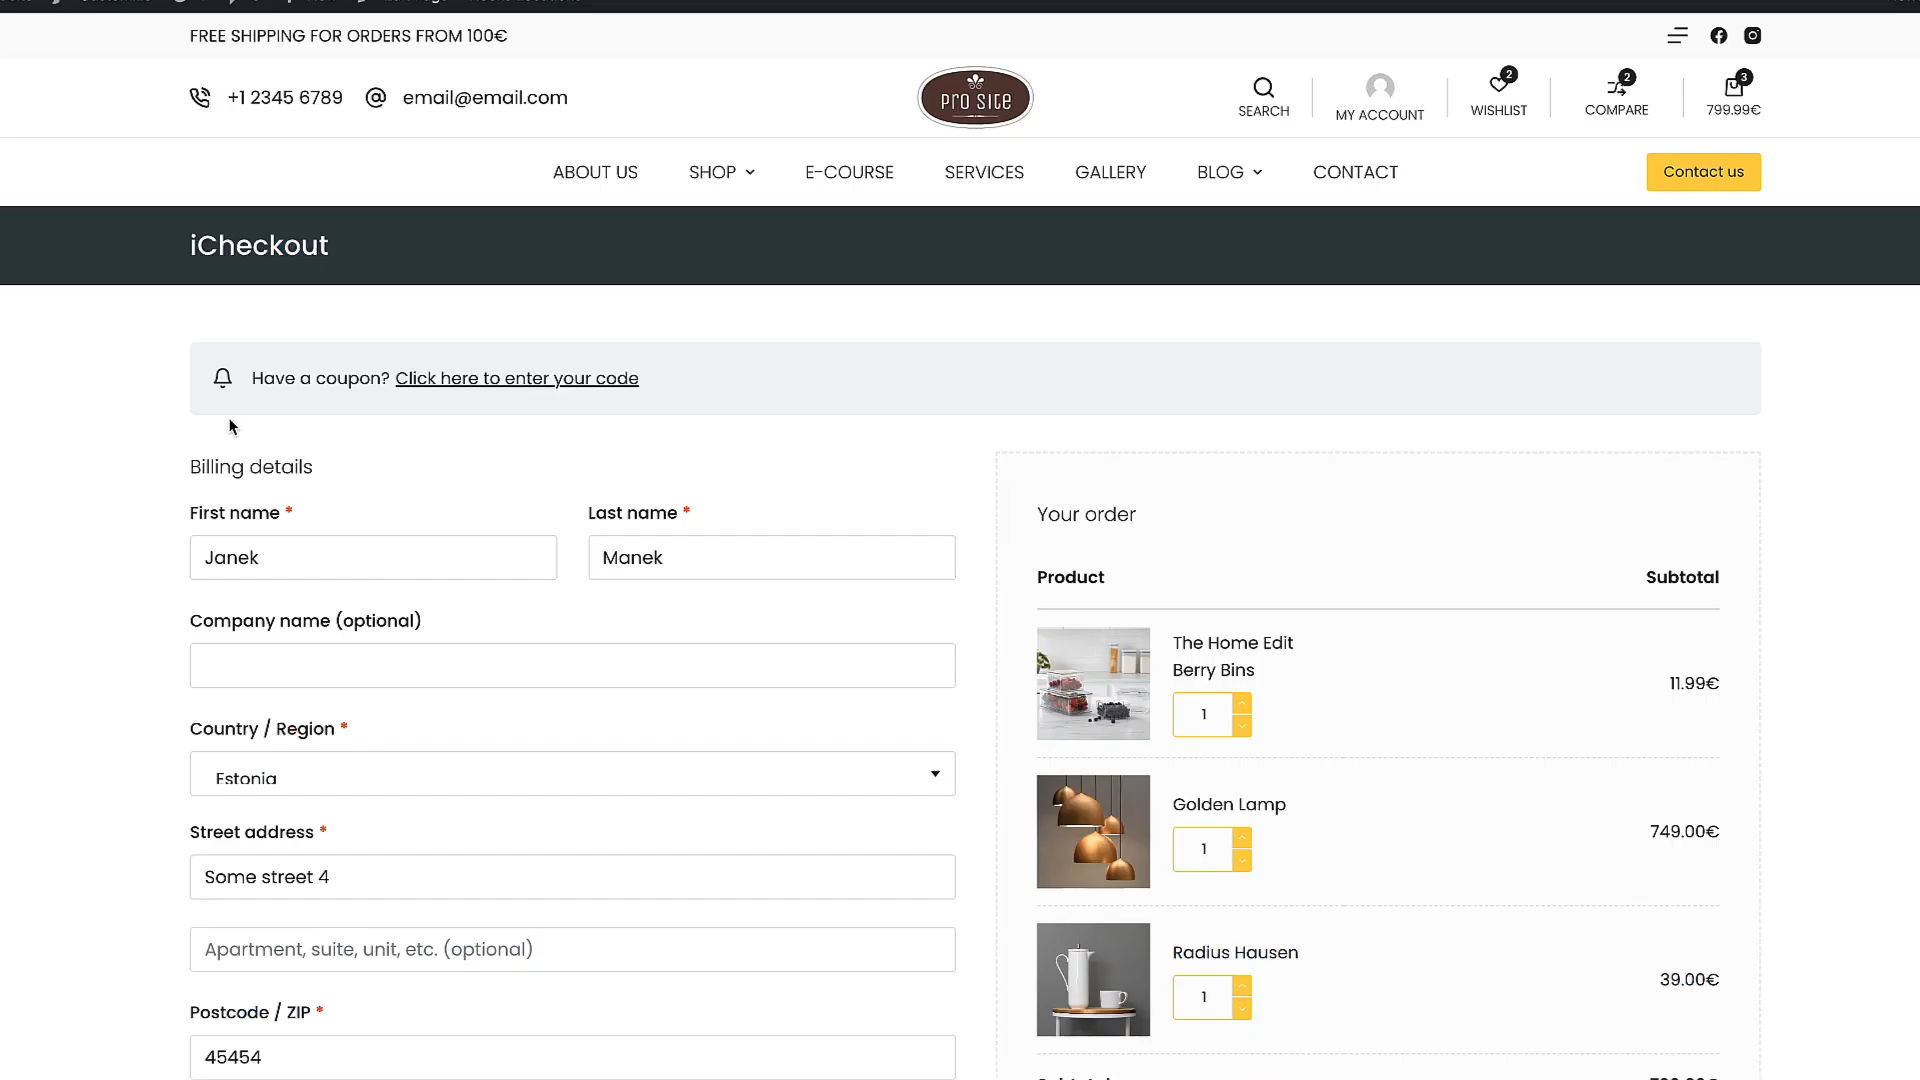 FREE SHIPPING FOR ORDERS FROM 100€
+1 2345 6789 email@email.com
PRO SITE
SEARCH
MY ACCOUNT
2
WISHLIST
2
COMPARE
3
799.99€
ABOUT US SHOP E-COURSE SERVICES GALLERY BLOG CONTACT
Contact us
iCheckout
Have a coupon? Click here to enter your code
Billing details
First name *
Last name *
Janek
Manek
Company name (optional)
Country / Region *
Estonia
Street address *
Some street 4
Apartment, suite, unit, etc. (optional)
Postcode / ZIP *
45454
Your order
Product Subtotal
The Home Edit
Berry Bins
1
11.99€
Golden Lamp
1
749.00€
Radius Hausen
1
39.00€